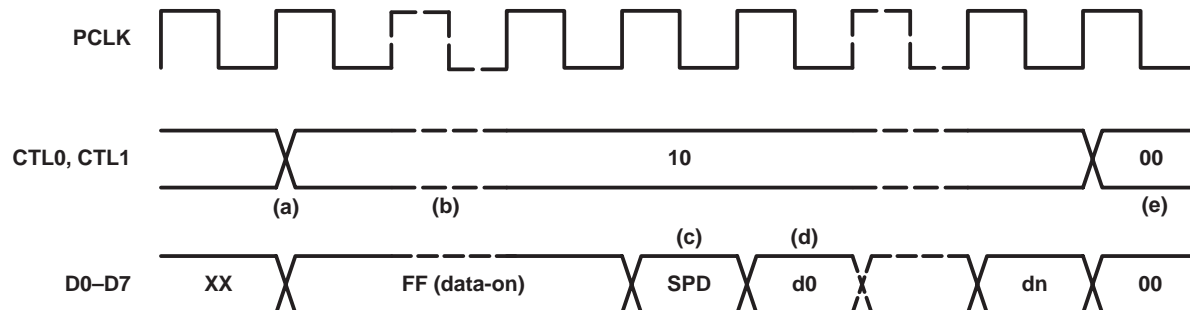 PCLK
CTL0, CTL1
10
00
(a)
(b)
(e)
(c)
(d)
D0–D7
XX
FF (data-on)
SPD
d0
dn
00